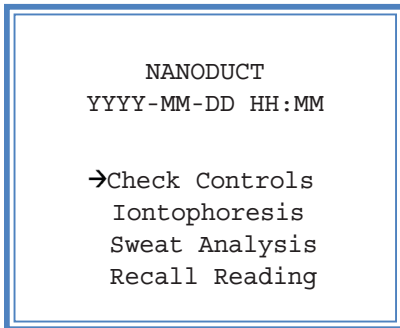 NANODUCT
YYYY-MM-DD HH:MM
→Check Controls
Iontophoresis
Sweat Analysis
Recall Reading